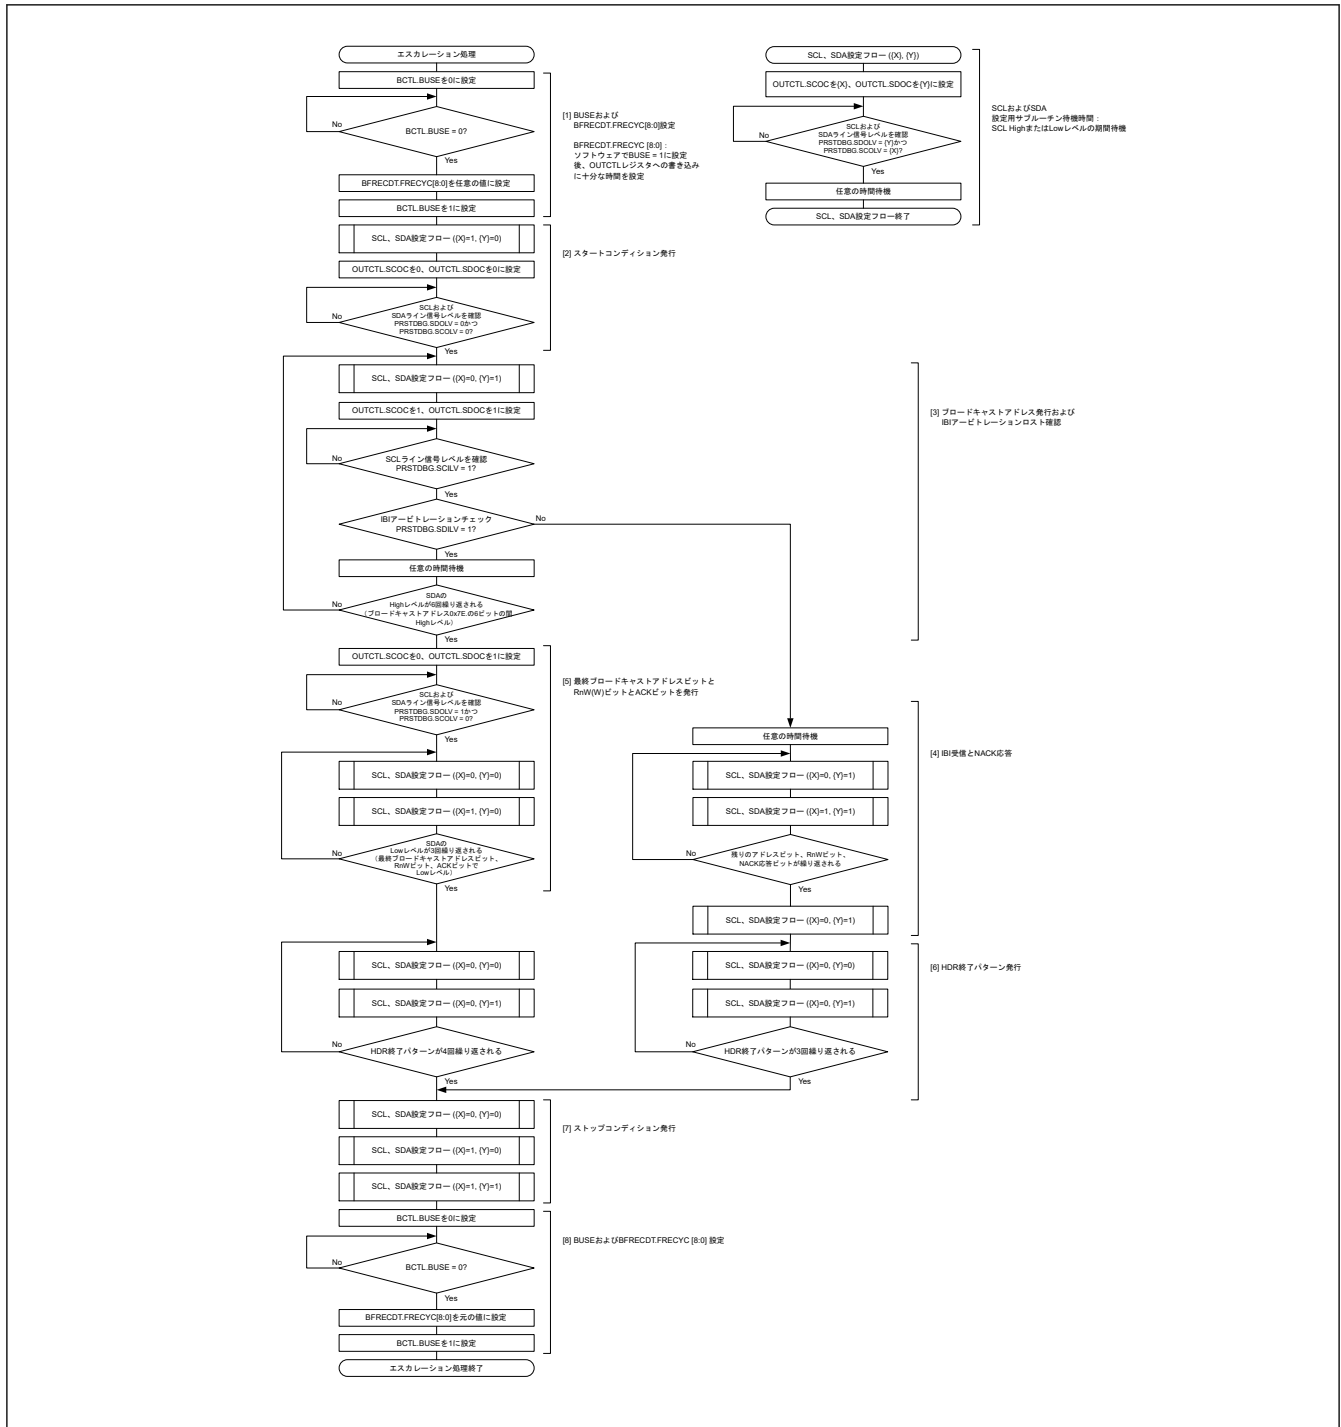 エスカレーション処理
BCTL.BUSEを0に設定
No
BCTL.BUSE = 0?
Yes
BFRECDT.FRECYC[8:0]を任意の値に設定
BCTL.BUSEを1に設定
[1] BUSEおよび
BFRECDT.FRECYC[8:0]設定
BFRECDT.FRECYC [8:0] :
ソフトウェアでBUSE = 1に設定
後、OUTCTLレジスタへの書き込み
に十分な時間を設定
SCL、SDA設定フロー ({X}, {Y})
OUTCTL.SCOCを{X}、OUTCTL.SDOCを{Y}に設定
No
SCLおよび
SDAライン信号レベルを確認
PRSTDBG.SDOLV = {Y}かつ
PRSTDBG.SCOLV = {X}?
Yes
任意の時間待機
SCL、SDA設定フロー終了
SCLおよびSDA
設定用サブルーチン待機時間 :
SCL HighまたはLowレベルの期間待機
SCL、SDA設定フロー ({X}=1, {Y}=0)
OUTCTL.SCOCを0、OUTCTL.SDOCを0に設定
No
SCLおよび
SDAライン信号レベルを確認
PRSTDBG.SDOLV = 0かつ
PRSTDBG.SCOLV = 0?
Yes
[2] スタートコンディション発行
SCL、SDA設定フロー ({X}=0, {Y}=1)
OUTCTL.SCOCを1、OUTCTL.SDOCを1に設定
No
SCLライン信号レベルを確認
PRSTDBG.SCILV = 1?
Yes
IBIアービトレーションチェック
PRSTDBG.SDILV = 1?
No
Yes
任意の時間待機
No
SDAの
Highレベルが6回繰り返される
（ブロードキャストアドレス0x7E.の6ビットの間
Highレベル）
Yes
[3] ブロードキャストアドレス発行および
IBIアービトレーションロスト確認
OUTCTL.SCOCを0、OUTCTL.SDOCを1に設定
No
SCLおよび
SDAライン信号レベルを確認
PRSTDBG.SDOLV = 1かつ
PRSTDBG.SCOLV = 0?
Yes
SCL、SDA設定フロー ({X}=0, {Y}=0)
SCL、SDA設定フロー ({X}=1, {Y}=0)
No
SDAの
Lowレベルが3回繰り返される
（最終ブロードキャストアドレスビット、
RnWビット、ACKビットで
Lowレベル）
Yes
[5] 最終ブロードキャストアドレスビットと
RnW(W)ビットとACKビットを発行
任意の時間待機
SCL、SDA設定フロー ({X}=0, {Y}=1)
SCL、SDA設定フロー ({X}=1, {Y}=1)
No
残りのアドレスビット、RnWビット、
NACK応答ビットが繰り返される
Yes
SCL、SDA設定フロー ({X}=0, {Y}=1)
[4] IBI受信とNACK応答
SCL、SDA設定フロー ({X}=0, {Y}=0)
SCL、SDA設定フロー ({X}=0, {Y}=1)
No
HDR終了パターンが4回繰り返される
Yes
SCL、SDA設定フロー ({X}=0, {Y}=0)
SCL、SDA設定フロー ({X}=0, {Y}=1)
No
HDR終了パターンが3回繰り返される
Yes
[6] HDR終了パターン発行
SCL、SDA設定フロー ({X}=0, {Y}=0)
SCL、SDA設定フロー ({X}=1, {Y}=0)
SCL、SDA設定フロー ({X}=1, {Y}=1)
[7] ストップコンディション発行
BCTL.BUSEを0に設定
No
BCTL.BUSE = 0?
Yes
BFRECDT.FRECYC[8:0]を元の値に設定
BCTL.BUSEを1に設定
エスカレーション処理終了
[8] BUSEおよびBFRECDT.FRECYC [8:0] 設定